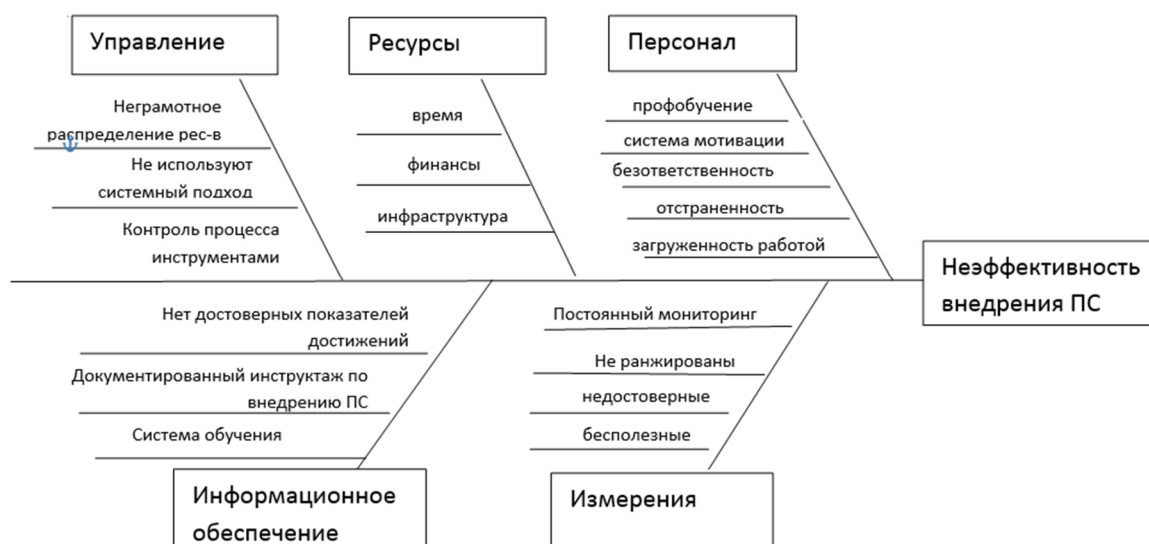 Управление
Ресурсы
Персонал
Неграмотное
распределение рес-в
Не используют
системный подход
Контроль процесса
инструментами
время
финансы
инфраструктура
профобучение
система мотивации
безответственность
отстраненность
загруженность работой
Неэффективность
внедрения ПС
Нет достоверных показателей
достижений
Документированный инструктаж по
внедрению ПС
Система обучения
Постоянный мониторинг
Не ранжированы
недостоверные
бесполезные
Информационное
обеспечение
Измерения